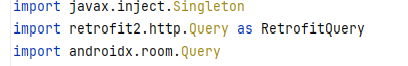 import javax.inject.Singleton
import retrofit2.http.Query as RetrofitQuery
import androidx.room.Query